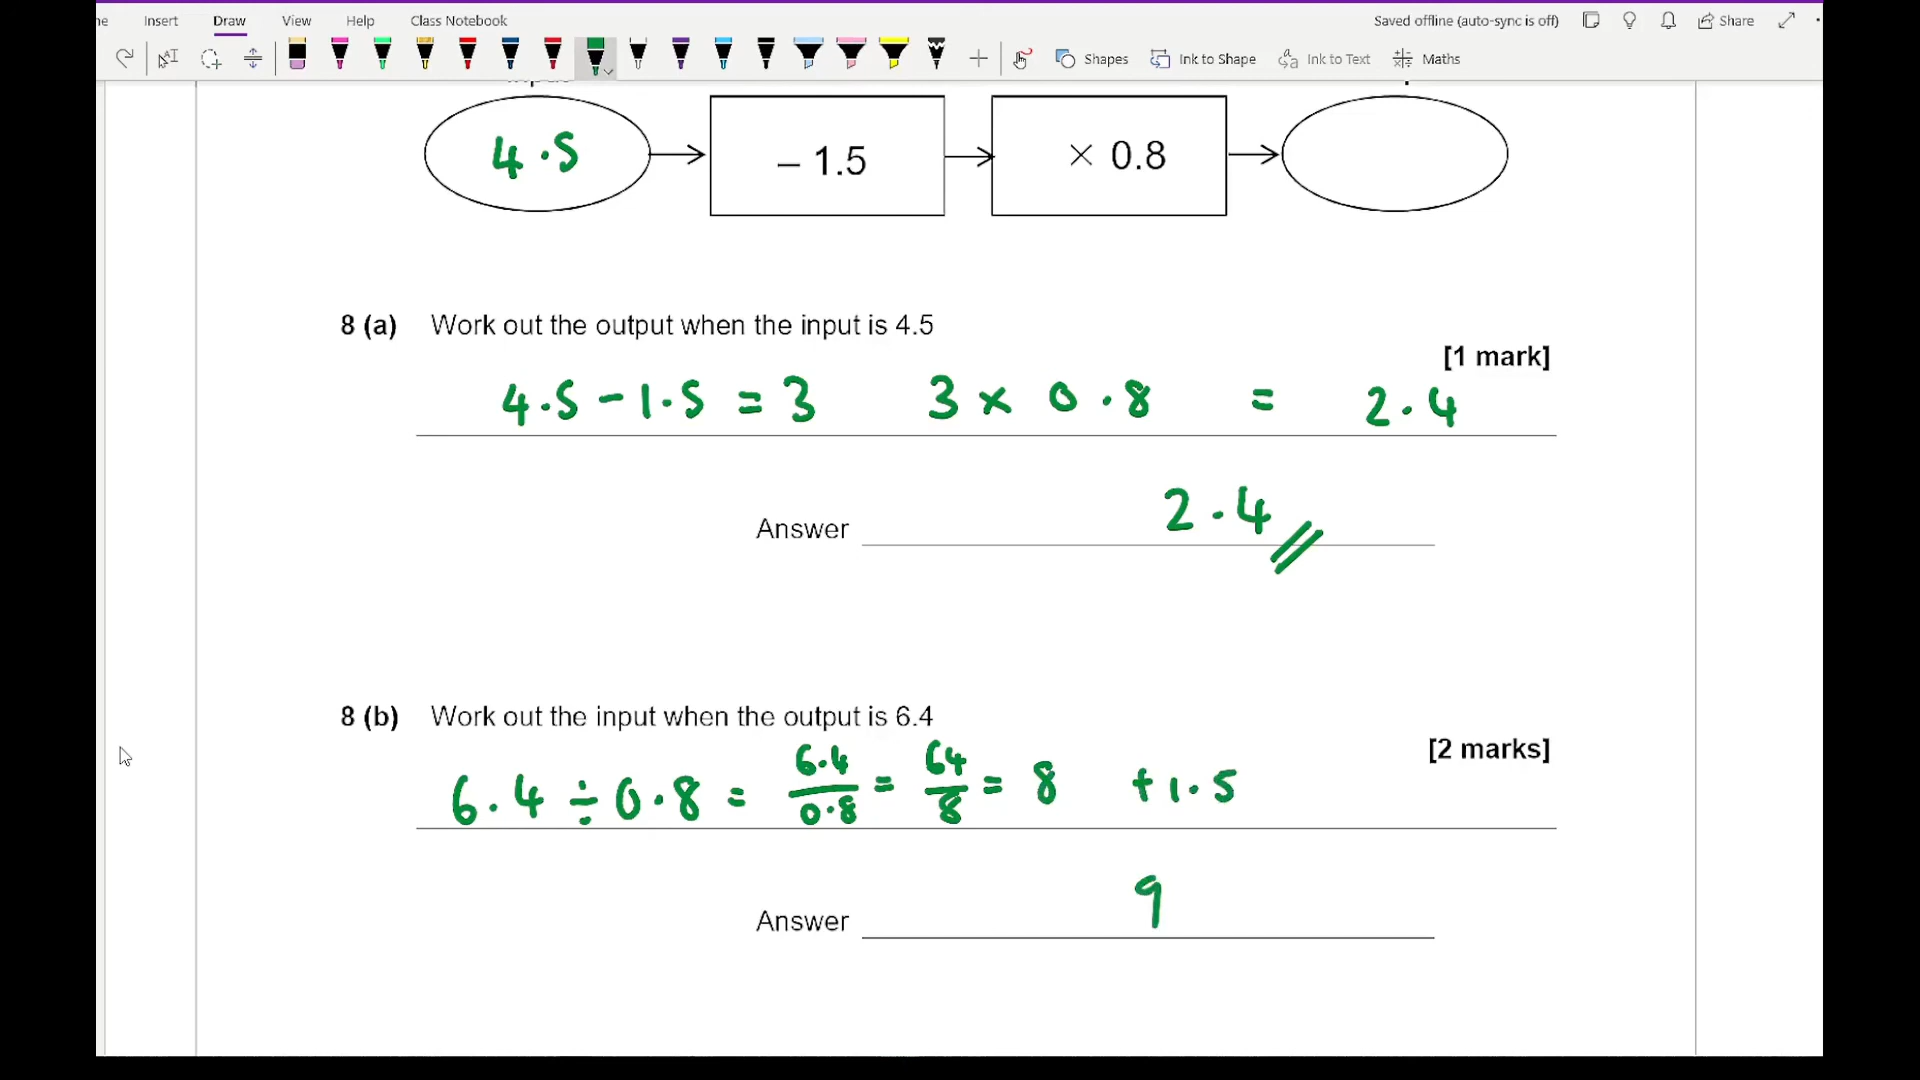 Insert Draw View Help Class Notebook Saved offline (auto-sync is off) Share
Shapes Ink to Shape Ink to Text Maths
4.5 – 1.5 × 0.8
8 (a) Work out the output when the input is 4.5
[1 mark]
4.5 - 1.5 = 3 3 × 0.8 = 2.4
2.4
Answer
8 (b) Work out the input when the output is 6.4
[2 marks]
6.4 ÷ 0.8 = 6.4/0.8 = 64/8 = 8 +1.5
9
Answer